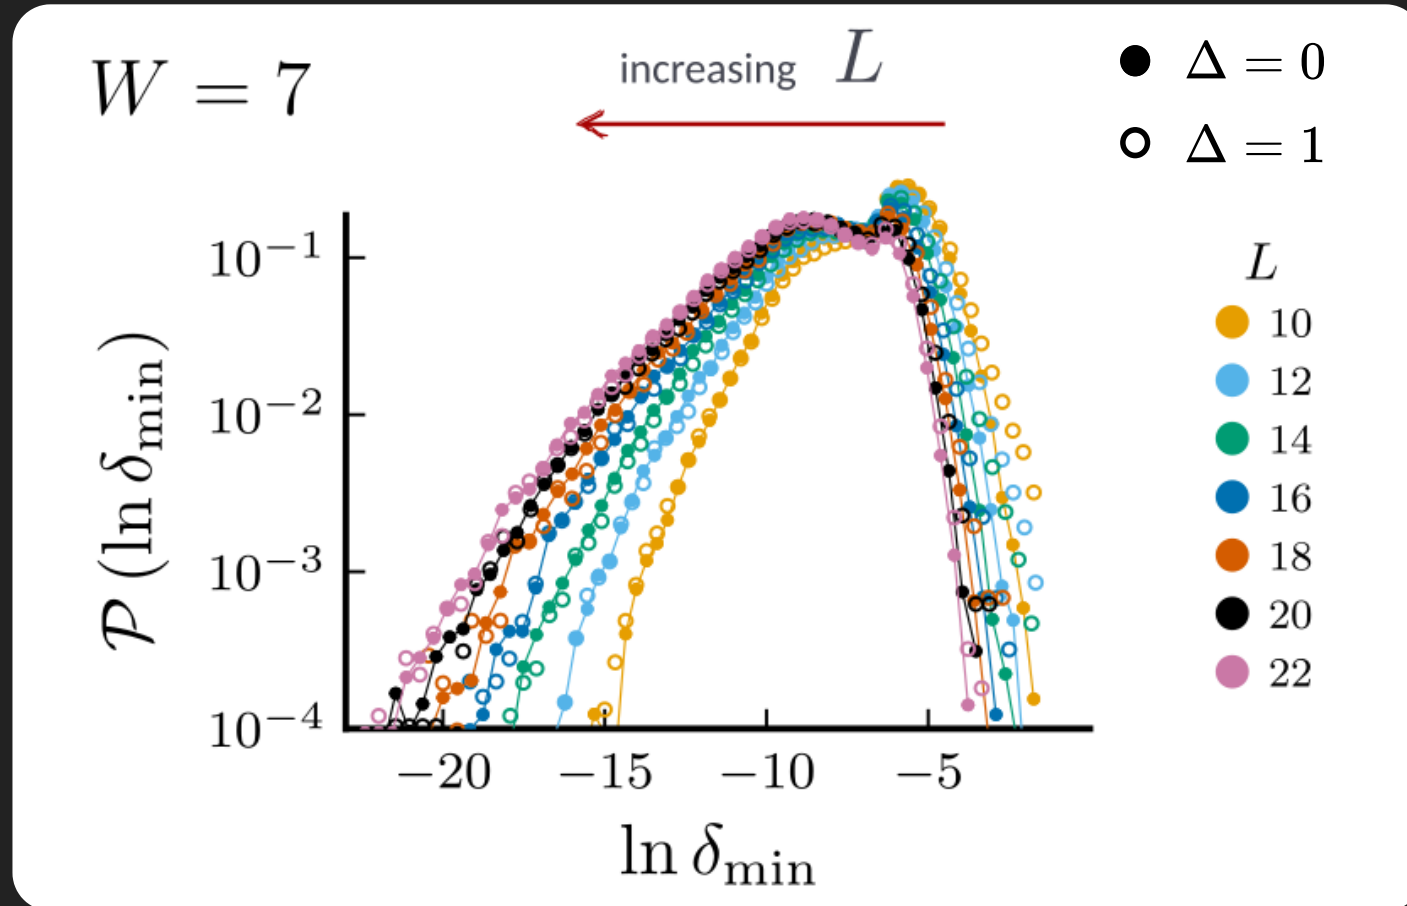 W = 7
increasing L
Δ = 0
Δ = 1
10⁻¹
10⁻²
10⁻³
10⁻⁴
P (ln δ_min)
−20 −15 −10 −5
ln δ_min
L
10
12
14
16
18
20
22